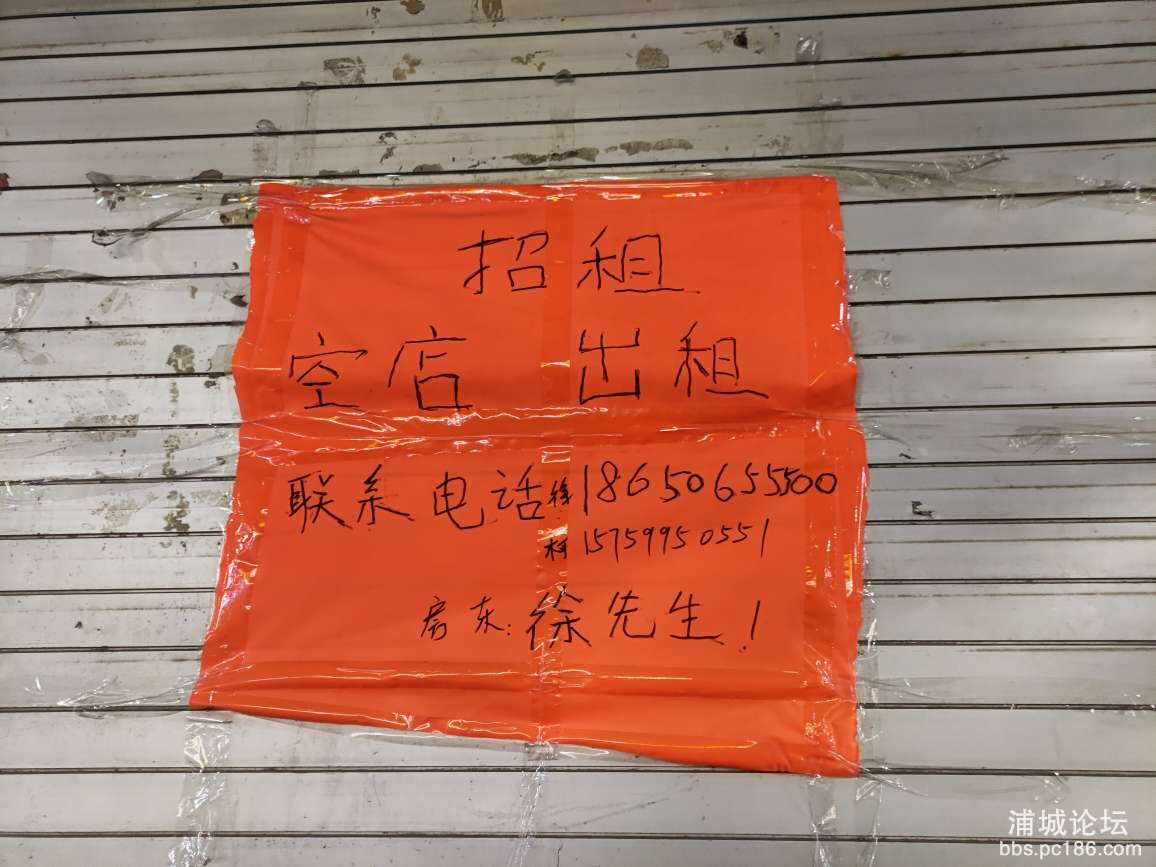 招租
空店 出租
联系电话 18650655500
15759950551
房东:徐先生!
浦城论坛
bbs.pc186.com